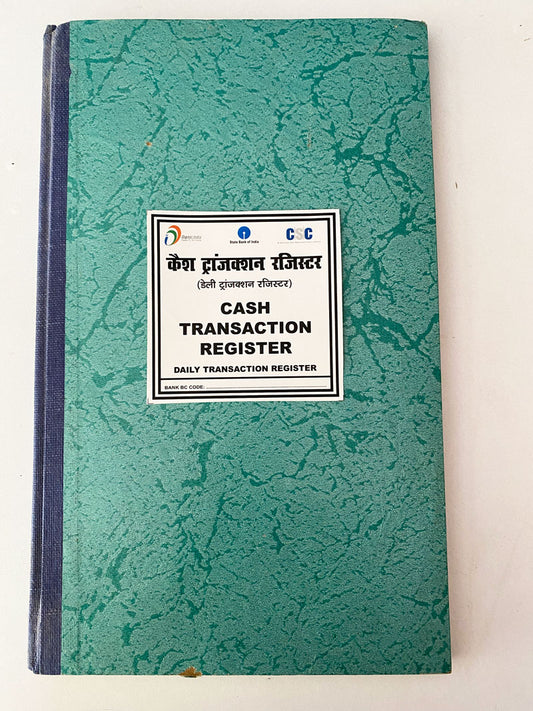 State Bank of India
CSC
कैश ट्रांजक्शन रजिस्टर
(डेली ट्रांजक्शन रजिस्टर)
CASH
TRANSACTION
REGISTER
DAILY TRANSACTION REGISTER
BANK BC CODE: